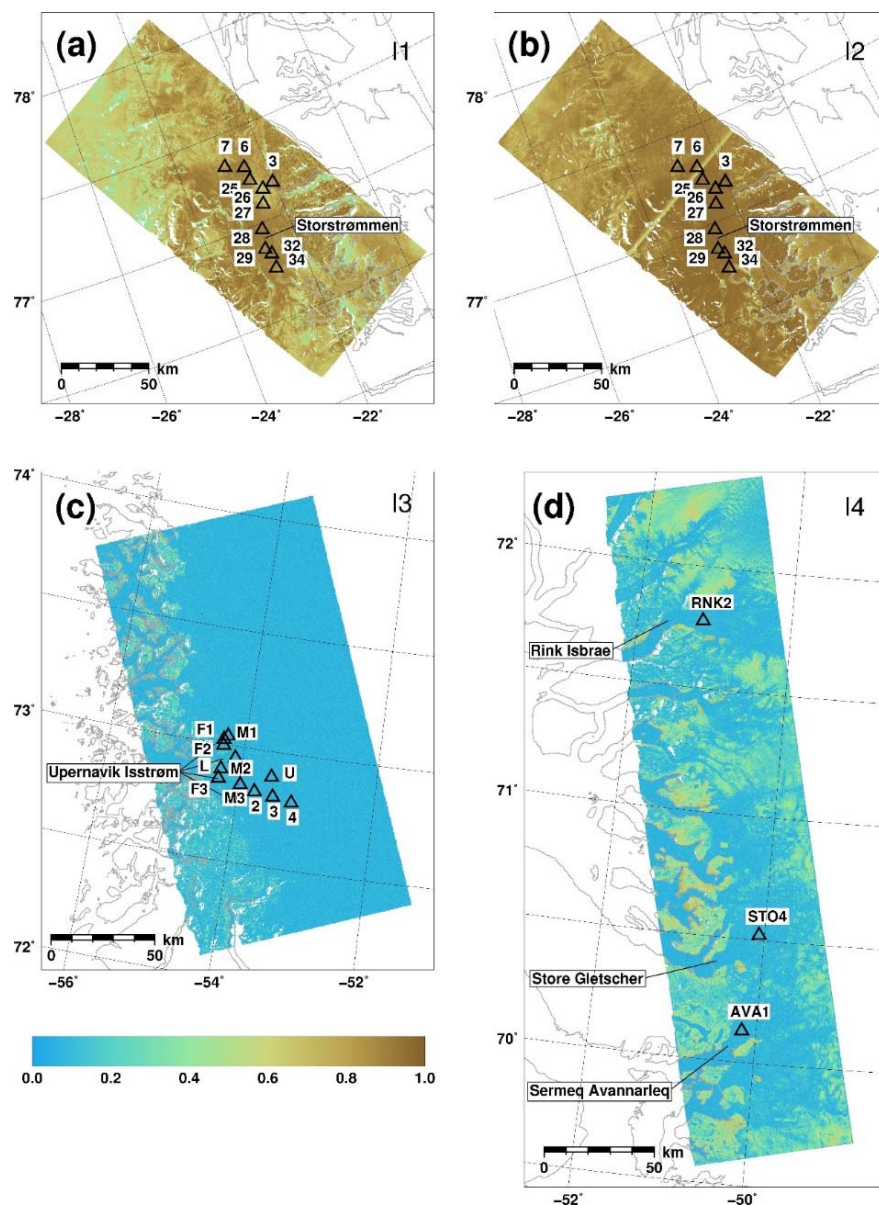 (a)
I1
78°
77°
7
6
3
25
26
27
28
29
32
34
Storstrømmen
0
50
km
−28°
−26°
−24°
−22°
(b)
I2
78°
77°
7
6
3
25
26
27
28
29
32
34
Storstrømmen
0
50
km
−28°
−26°
−24°
−22°
(c)
I3
74°
73°
72°
F1
M1
F2
L
M2
U
F3
M3
2
3
4
Upernavik Isstrøm
0
50
km
−56°
−54°
−52°
0.0
0.2
0.4
0.6
0.8
1.0
(d)
I4
72°
71°
70°
RNK2
Rink Isbrae
STO4
Store Gletscher
AVA1
Sermeq Avannarleq
0
50
km
−52°
−50°